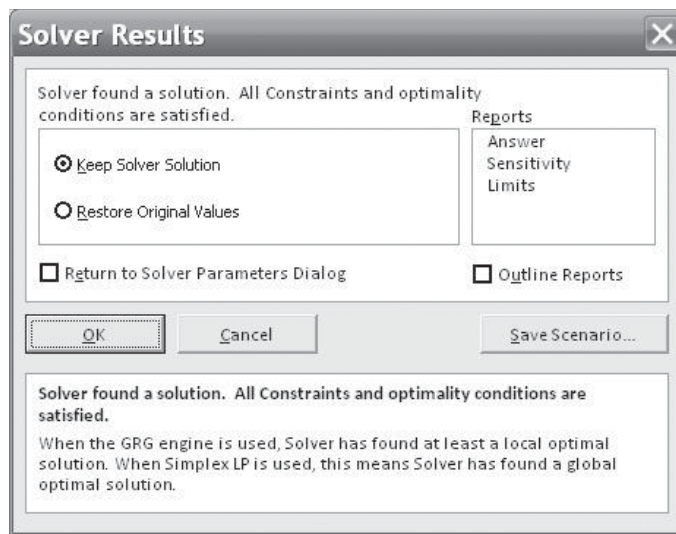 Solver Results
Solver found a solution. All Constraints and optimality
conditions are satisfied.
Reports
Keep Solver Solution
Restore Original Values
Answer
Sensitivity
Limits
Return to Solver Parameters Dialog
Outline Reports
OK
Cancel
Save Scenario...
Solver found a solution. All Constraints and optimality conditions are
satisfied.
When the GRG engine is used, Solver has found at least a local optimal
solution. When Simplex LP is used, this means Solver has found a global
optimal solution.